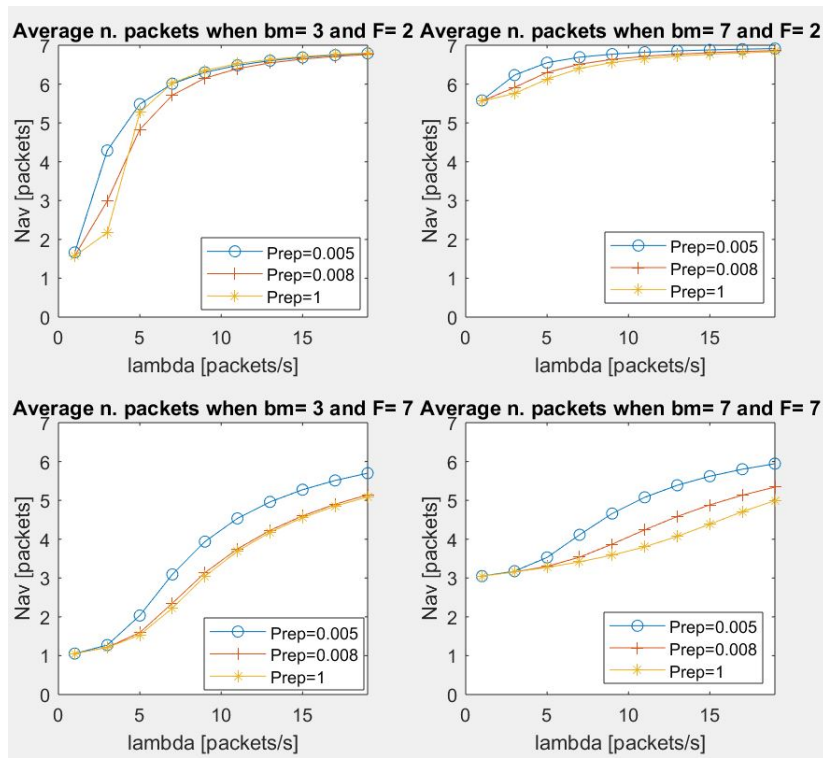 Average n. packets when bm= 3 and F= 2
7
6
5
4
3
2
1
0
Nav [packets]
Prep=0.005
Prep=0.008
Prep=1
0 5 10 15
lambda [packets/s]
Average n. packets when bm= 7 and F= 2
7
6
5
4
3
2
1
0
Nav [packets]
Prep=0.005
Prep=0.008
Prep=1
0 5 10 15
lambda [packets/s]
Average n. packets when bm= 3 and F= 7
7
6
5
4
3
2
1
0
Nav [packets]
Prep=0.005
Prep=0.008
Prep=1
0 5 10 15
lambda [packets/s]
Average n. packets when bm= 7 and F= 7
7
6
5
4
3
2
1
0
Nav [packets]
Prep=0.005
Prep=0.008
Prep=1
0 5 10 15
lambda [packets/s]